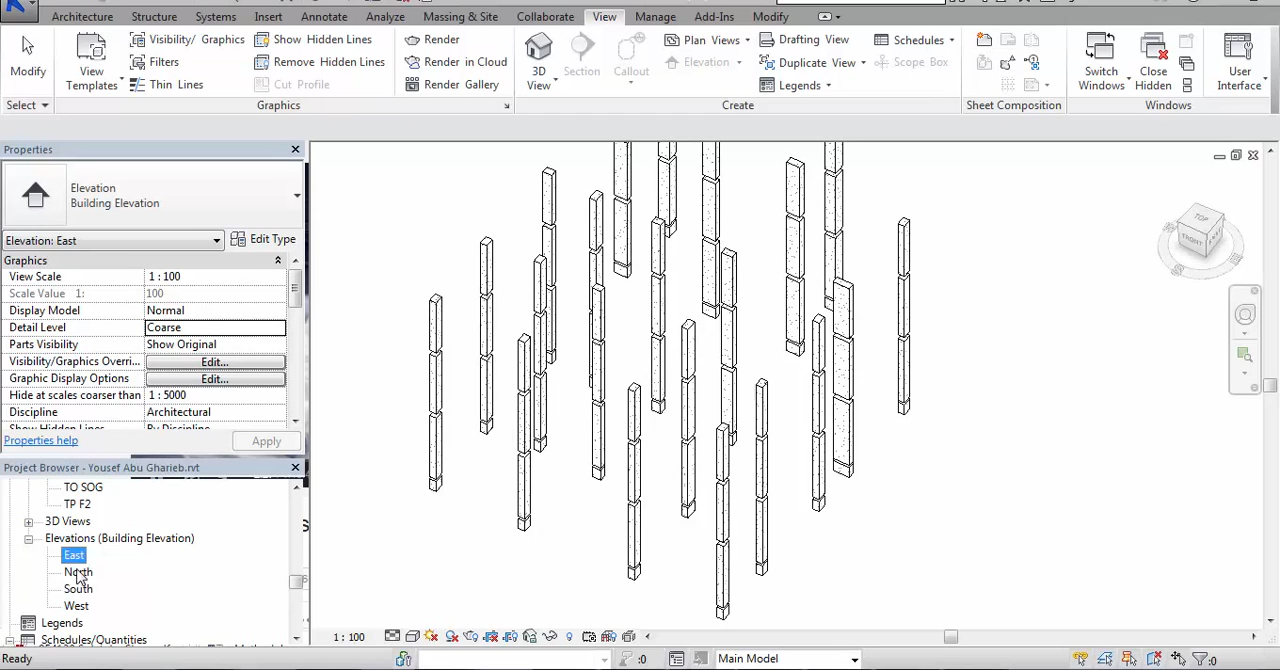 Architecture Structure Systems Insert Annotate Analyze Massing & Site Collaborate View Manage Add-Ins Modify
Modify
View Templates
Visibility/ Graphics
Filters
Thin Lines
Show Hidden Lines
Remove Hidden Lines
Cut Profile
Render
Render in Cloud
Render Gallery
3D View
Section
Callout
Plan Views
Elevation
Drafting View
Duplicate View
Legends
Schedules
Scope Box
Switch Windows
Close Hidden
User Interface
Select
Graphics
Create
Sheet Composition
Windows
Properties
Elevation
Building Elevation
Elevation: East
Edit Type
Graphics
View Scale 1 : 100
Scale Value 1: 100
Display Model Normal
Detail Level Coarse
Parts Visibility Show Original
Visibility/Graphics Overri... Edit...
Graphic Display Options Edit...
Hide at scales coarser than 1 : 5000
Discipline Architectural
Show Hidden Lines By Discipline
Properties help
Apply
Project Browser - Yousef Abu Gharieb.rvt
TO SOG
TP F2
3D Views
Elevations (Building Elevation)
East
North
South
West
Legends
Schedules/Quantities
TOP
FRONT
1 : 100
Ready
:0
Main Model
:0